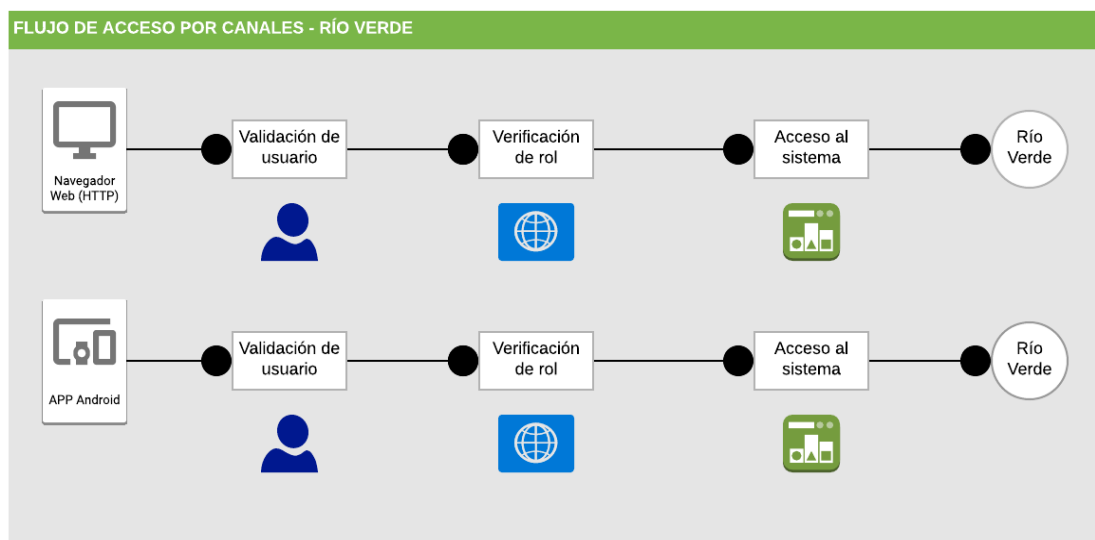 FLUJO DE ACCESO POR CANALES - RÍO VERDE
Navegador
Web (HTTP)
Validación de
usuario
Verificación
de rol
Acceso al
sistema
Río
Verde
APP Android
Validación de
usuario
Verificación
de rol
Acceso al
sistema
Río
Verde